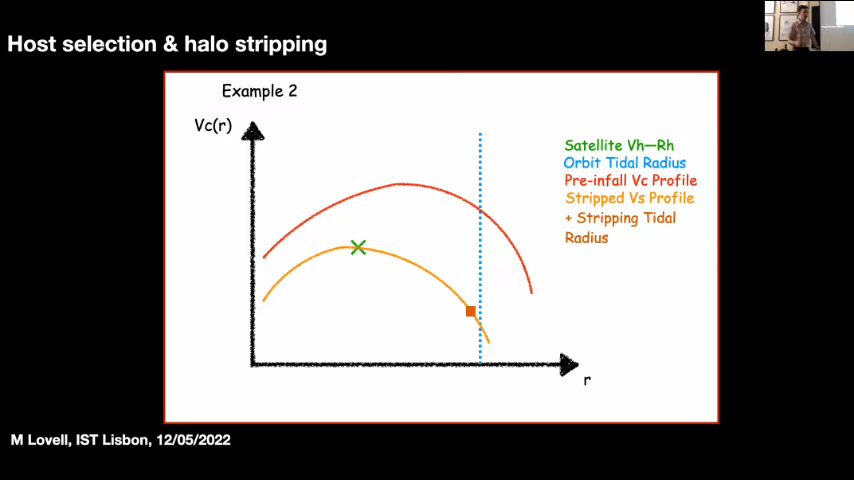 Host selection & halo stripping
Example 2
Vc(r)
Satellite Vh—Rh
Orbit Tidal Radius
Pre-infall Vc Profile
Stripped Vs Profile
+ Stripping Tidal
Radius
r
M Lovell, IST Lisbon, 12/05/2022